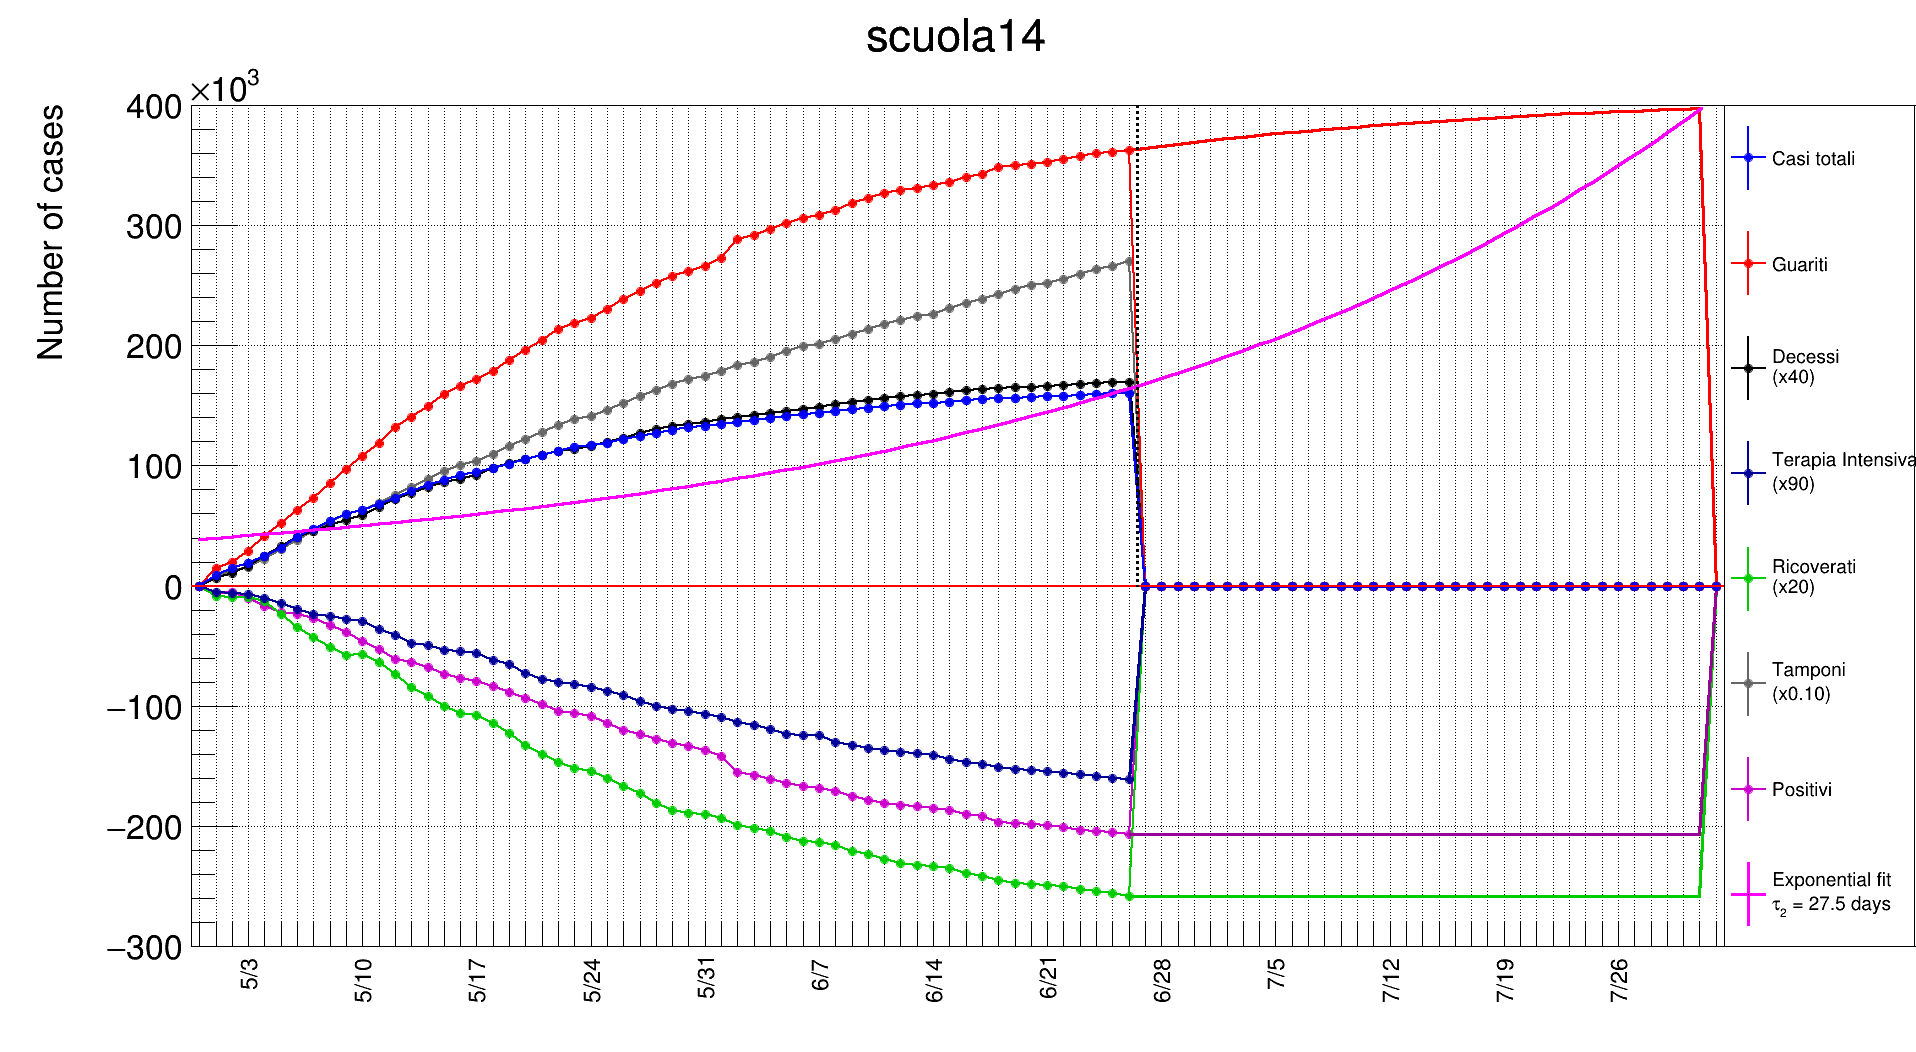 scuola14
×10³
Number of cases
400
300
200
100
0
−100
−200
−300
5/3
5/10
5/17
5/24
5/31
6/7
6/14
6/21
6/28
7/5
7/12
7/19
7/26
Casi totali
Guariti
Decessi
(x40)
Terapia Intensiva
(x90)
Ricoverati
(x20)
Tamponi
(x0.10)
Positivi
Exponential fit
τ₂ = 27.5 days